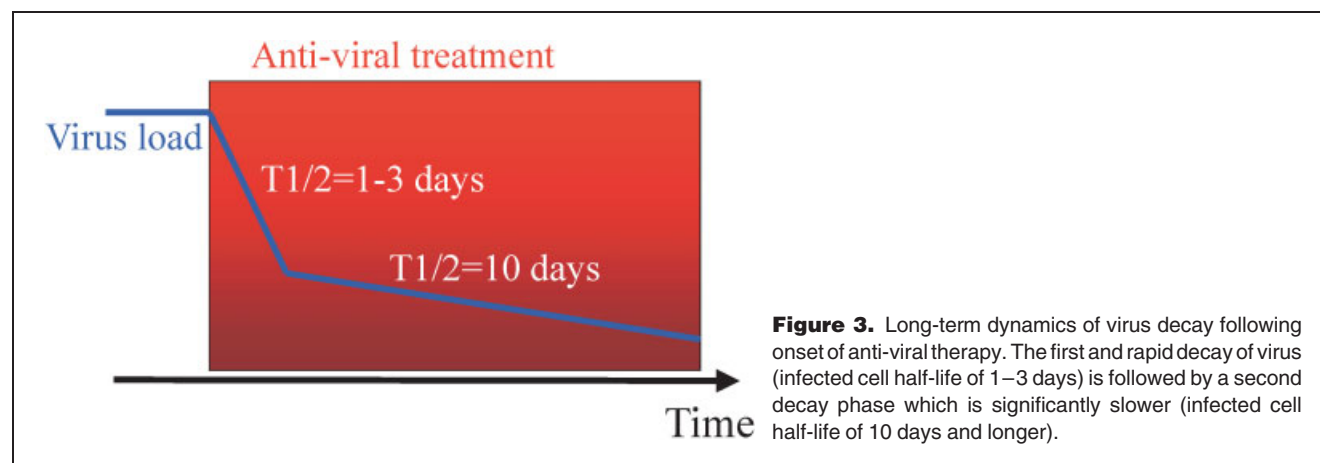 Anti-viral treatment
Virus load
T1/2=1-3 days
T1/2=10 days
Time
Figure 3. Long-term dynamics of virus decay following
onset of anti-viral therapy. The first and rapid decay of virus
(infected cell half-life of 1–3 days) is followed by a second
decay phase which is significantly slower (infected cell
half-life of 10 days and longer).